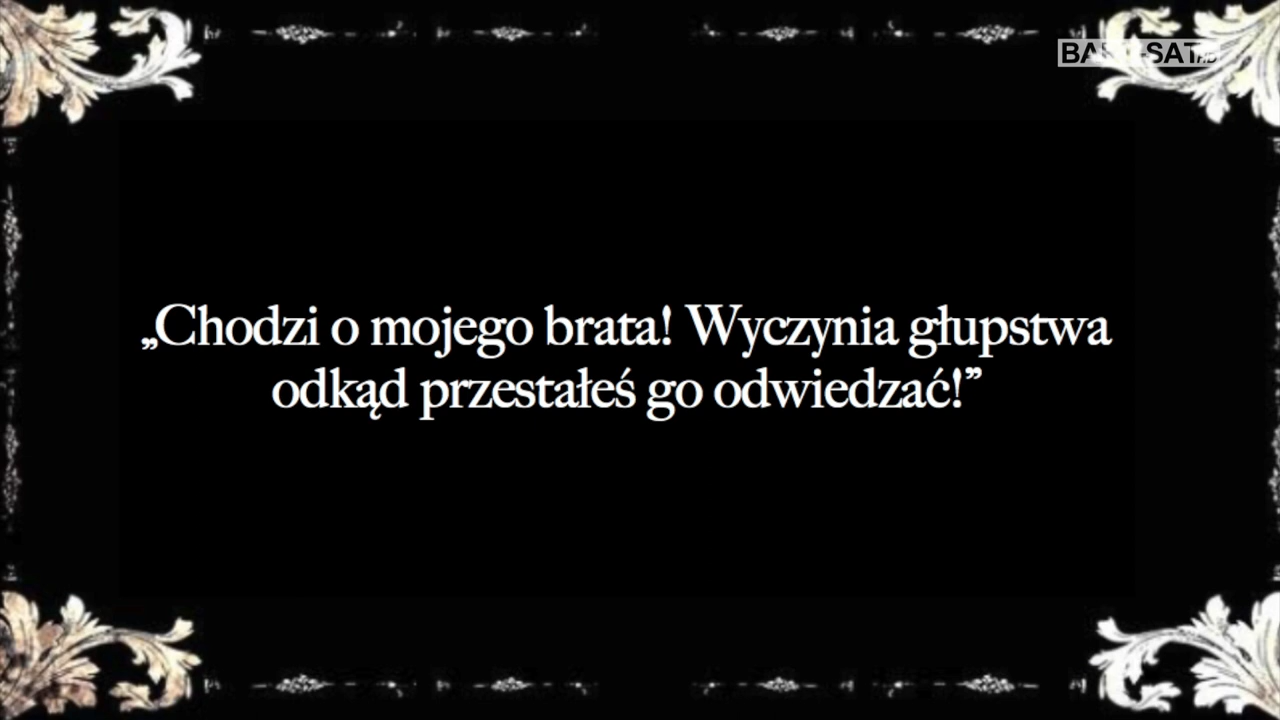 „Chodzi o mojego brata! Wyczynia głupstwa
odkąd przestałeś go odwiedzać!”